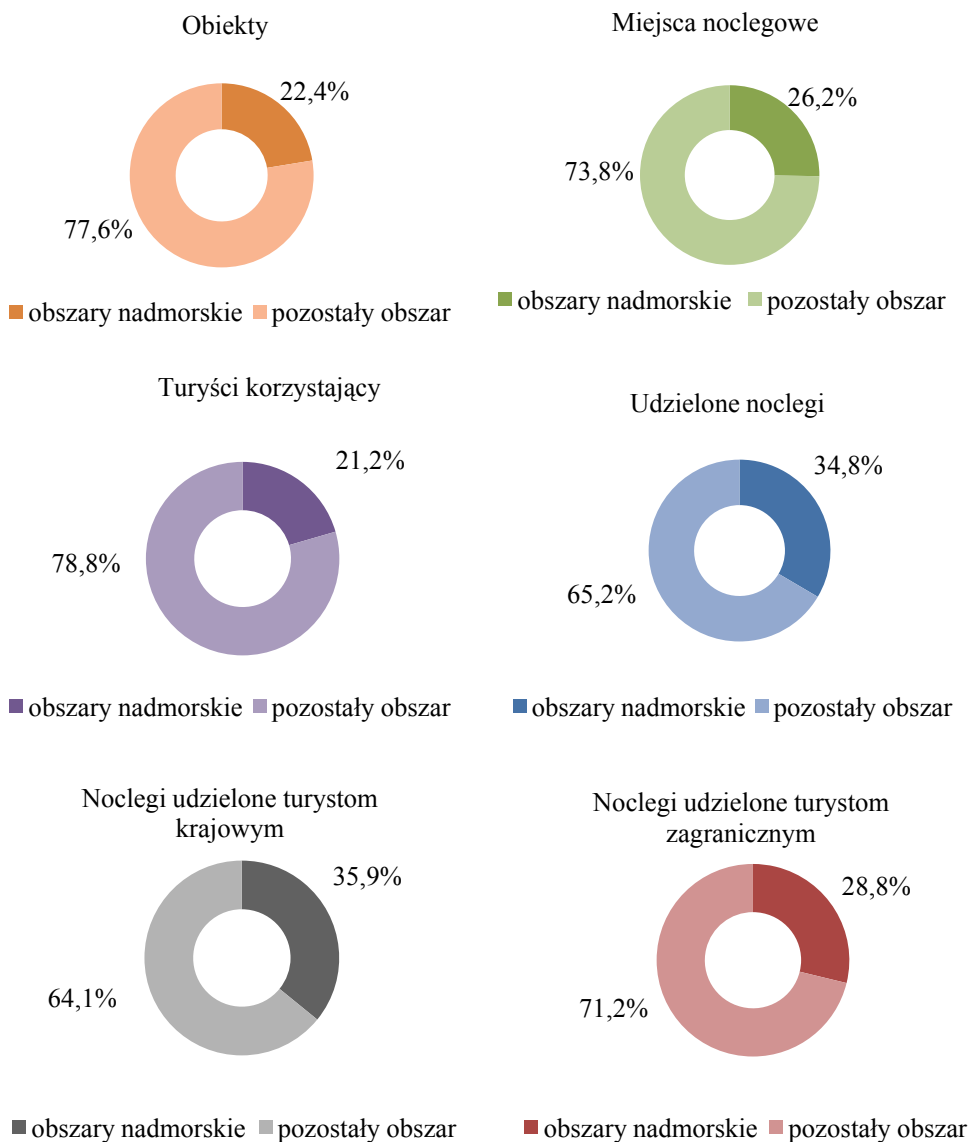 Obiekty
22,4%
77,6%
obszary nadmorskie pozostały obszar
Miejsca noclegowe
26,2%
73,8%
obszary nadmorskie pozostały obszar
Turyści korzystający
21,2%
78,8%
obszary nadmorskie pozostały obszar
Udzielone noclegi
34,8%
65,2%
obszary nadmorskie pozostały obszar
Noclegi udzielone turystom
krajowym
35,9%
64,1%
obszary nadmorskie pozostały obszar
Noclegi udzielone turystom
zagranicznym
28,8%
71,2%
obszary nadmorskie pozostały obszar